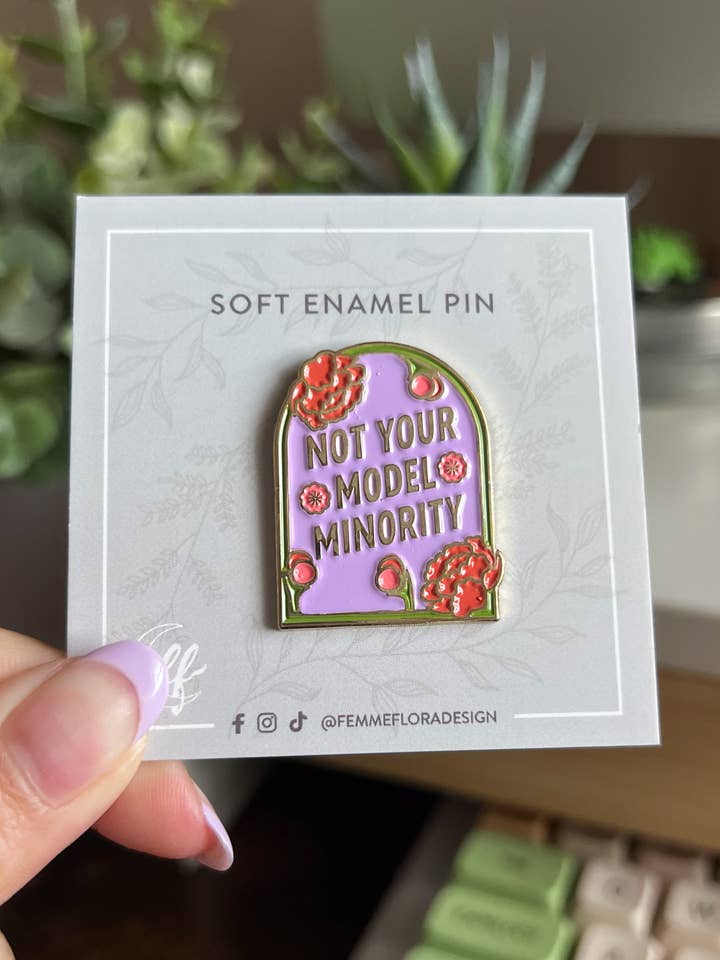 SOFT ENAMEL PIN
NOT YOUR
MODEL
MINORITY
@FEMMEFLORADESIGN